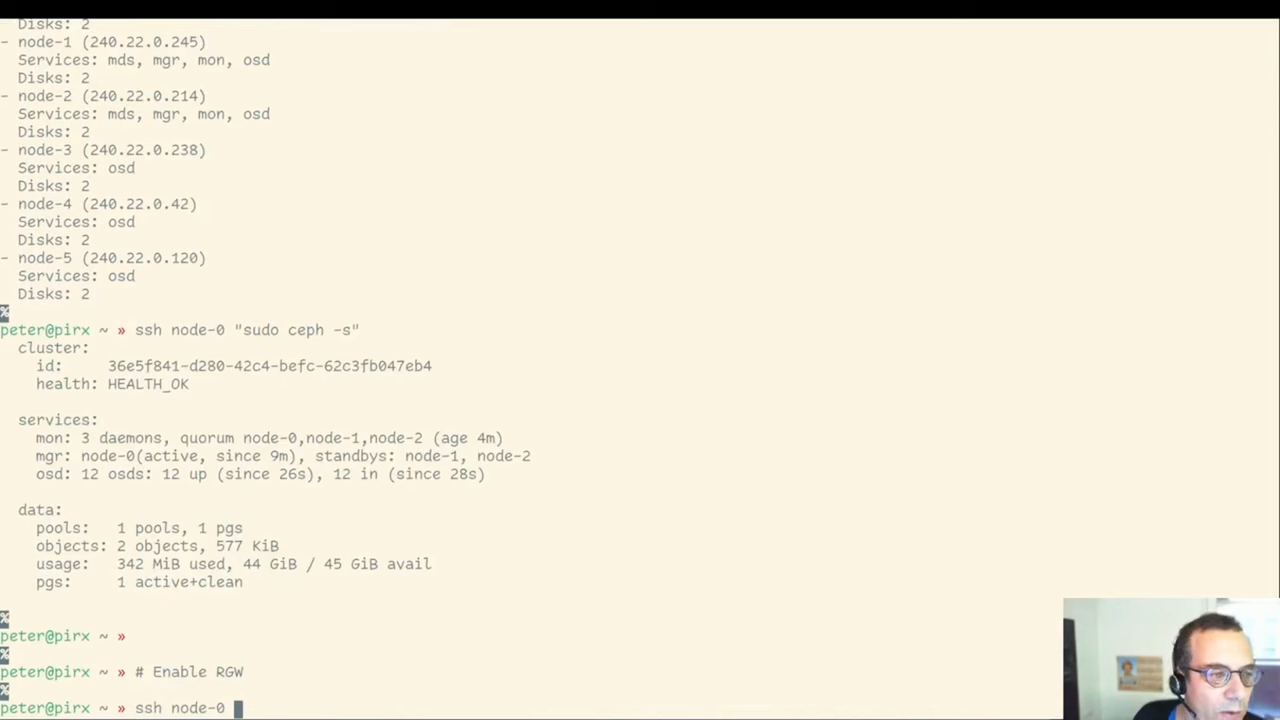 Disks: 2
- node-1 (240.22.0.245)
Services: mds, mgr, mon, osd
Disks: 2
- node-2 (240.22.0.214)
Services: mds, mgr, mon, osd
Disks: 2
- node-3 (240.22.0.238)
Services: osd
Disks: 2
- node-4 (240.22.0.42)
Services: osd
Disks: 2
- node-5 (240.22.0.120)
Services: osd
Disks: 2
%
peter@pirx ~ » ssh node-0 "sudo ceph -s"
cluster:
id: 36e5f841-d280-42c4-befc-62c3fb047eb4
health: HEALTH_OK
services:
mon: 3 daemons, quorum node-0,node-1,node-2 (age 4m)
mgr: node-0(active, since 9m), standbys: node-1, node-2
osd: 12 osds: 12 up (since 26s), 12 in (since 28s)
data:
pools: 1 pools, 1 pgs
objects: 2 objects, 577 KiB
usage: 342 MiB used, 44 GiB / 45 GiB avail
pgs: 1 active+clean
%
peter@pirx ~ »
%
peter@pirx ~ » # Enable RGW
%
peter@pirx ~ » ssh node-0